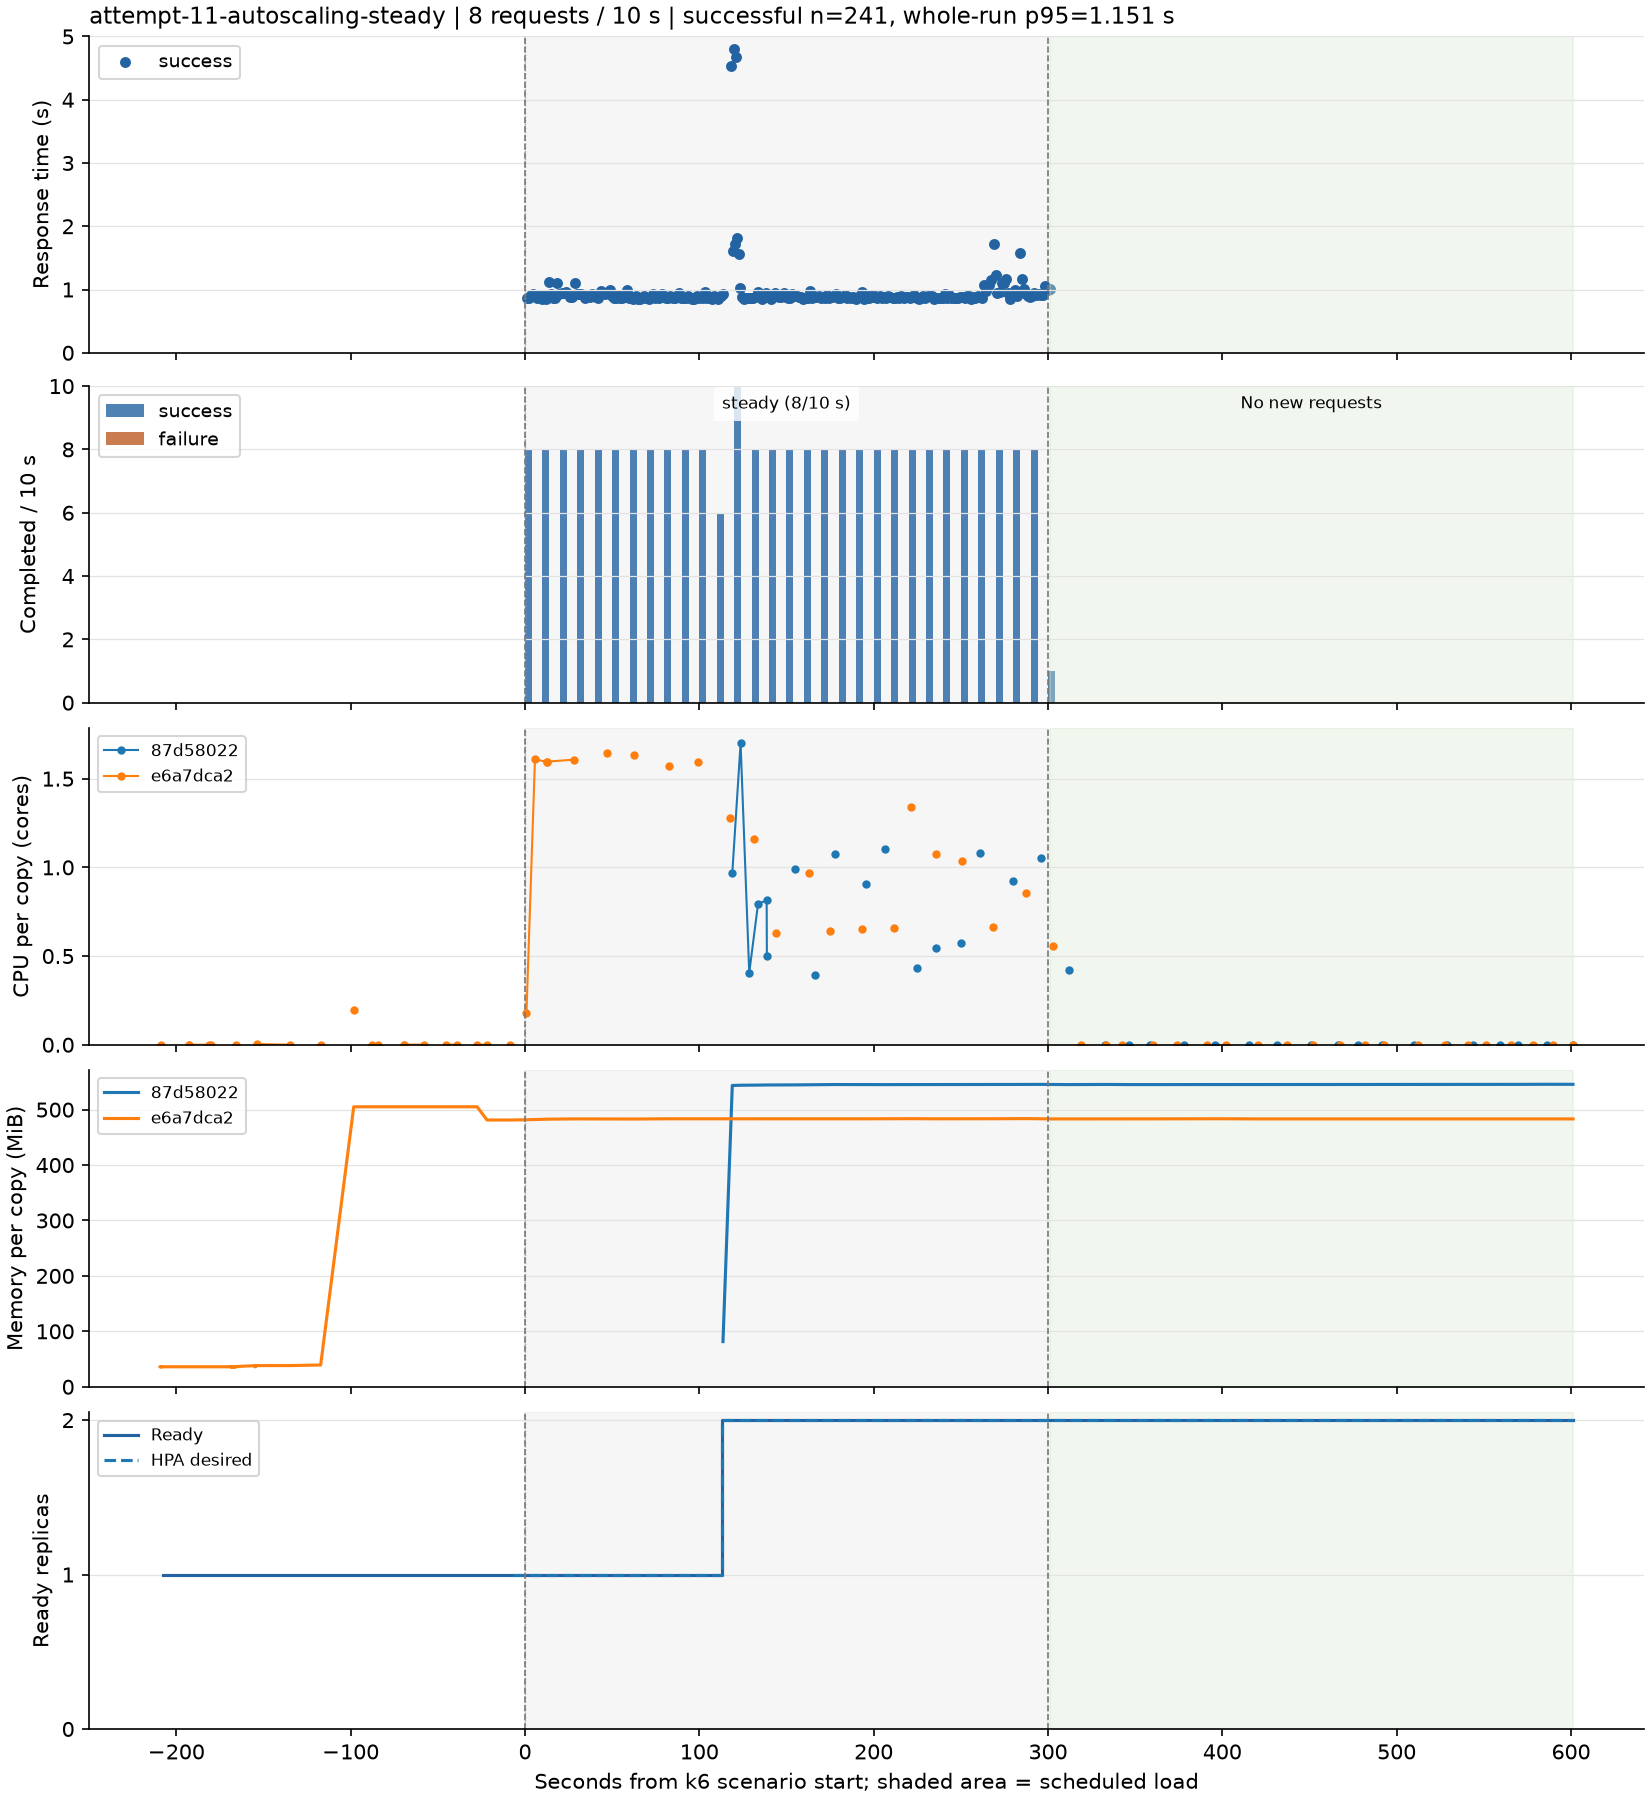 attempt-11-autoscaling-steady | 8 requests / 10 s | successful n=241, whole-run p95=1.151 s
5
4
3
2
1
0
Response time (s)
success
10
8
6
4
2
0
Completed / 10 s
success
failure
steady (8/10 s)
No new requests
1.5
1.0
0.5
0.0
CPU per copy (cores)
87d58022
e6a7dca2
500
400
300
200
100
0
Memory per copy (MiB)
87d58022
e6a7dca2
2
1
0
Ready replicas
Ready
HPA desired
−200 −100 0 100 200 300 400 500 600
Seconds from k6 scenario start; shaded area = scheduled load